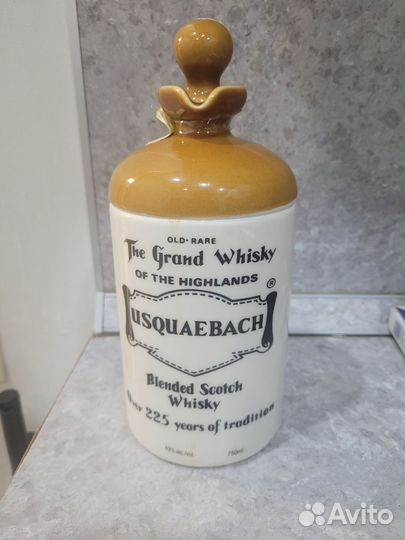 OLD·RARE
The Grand Whisky
OF THE HIGHLANDS
®
USQUAEBACH
Blended Scotch
Whisky
Over 225 years of tradition
43% alc./vol. 750ml
Avito